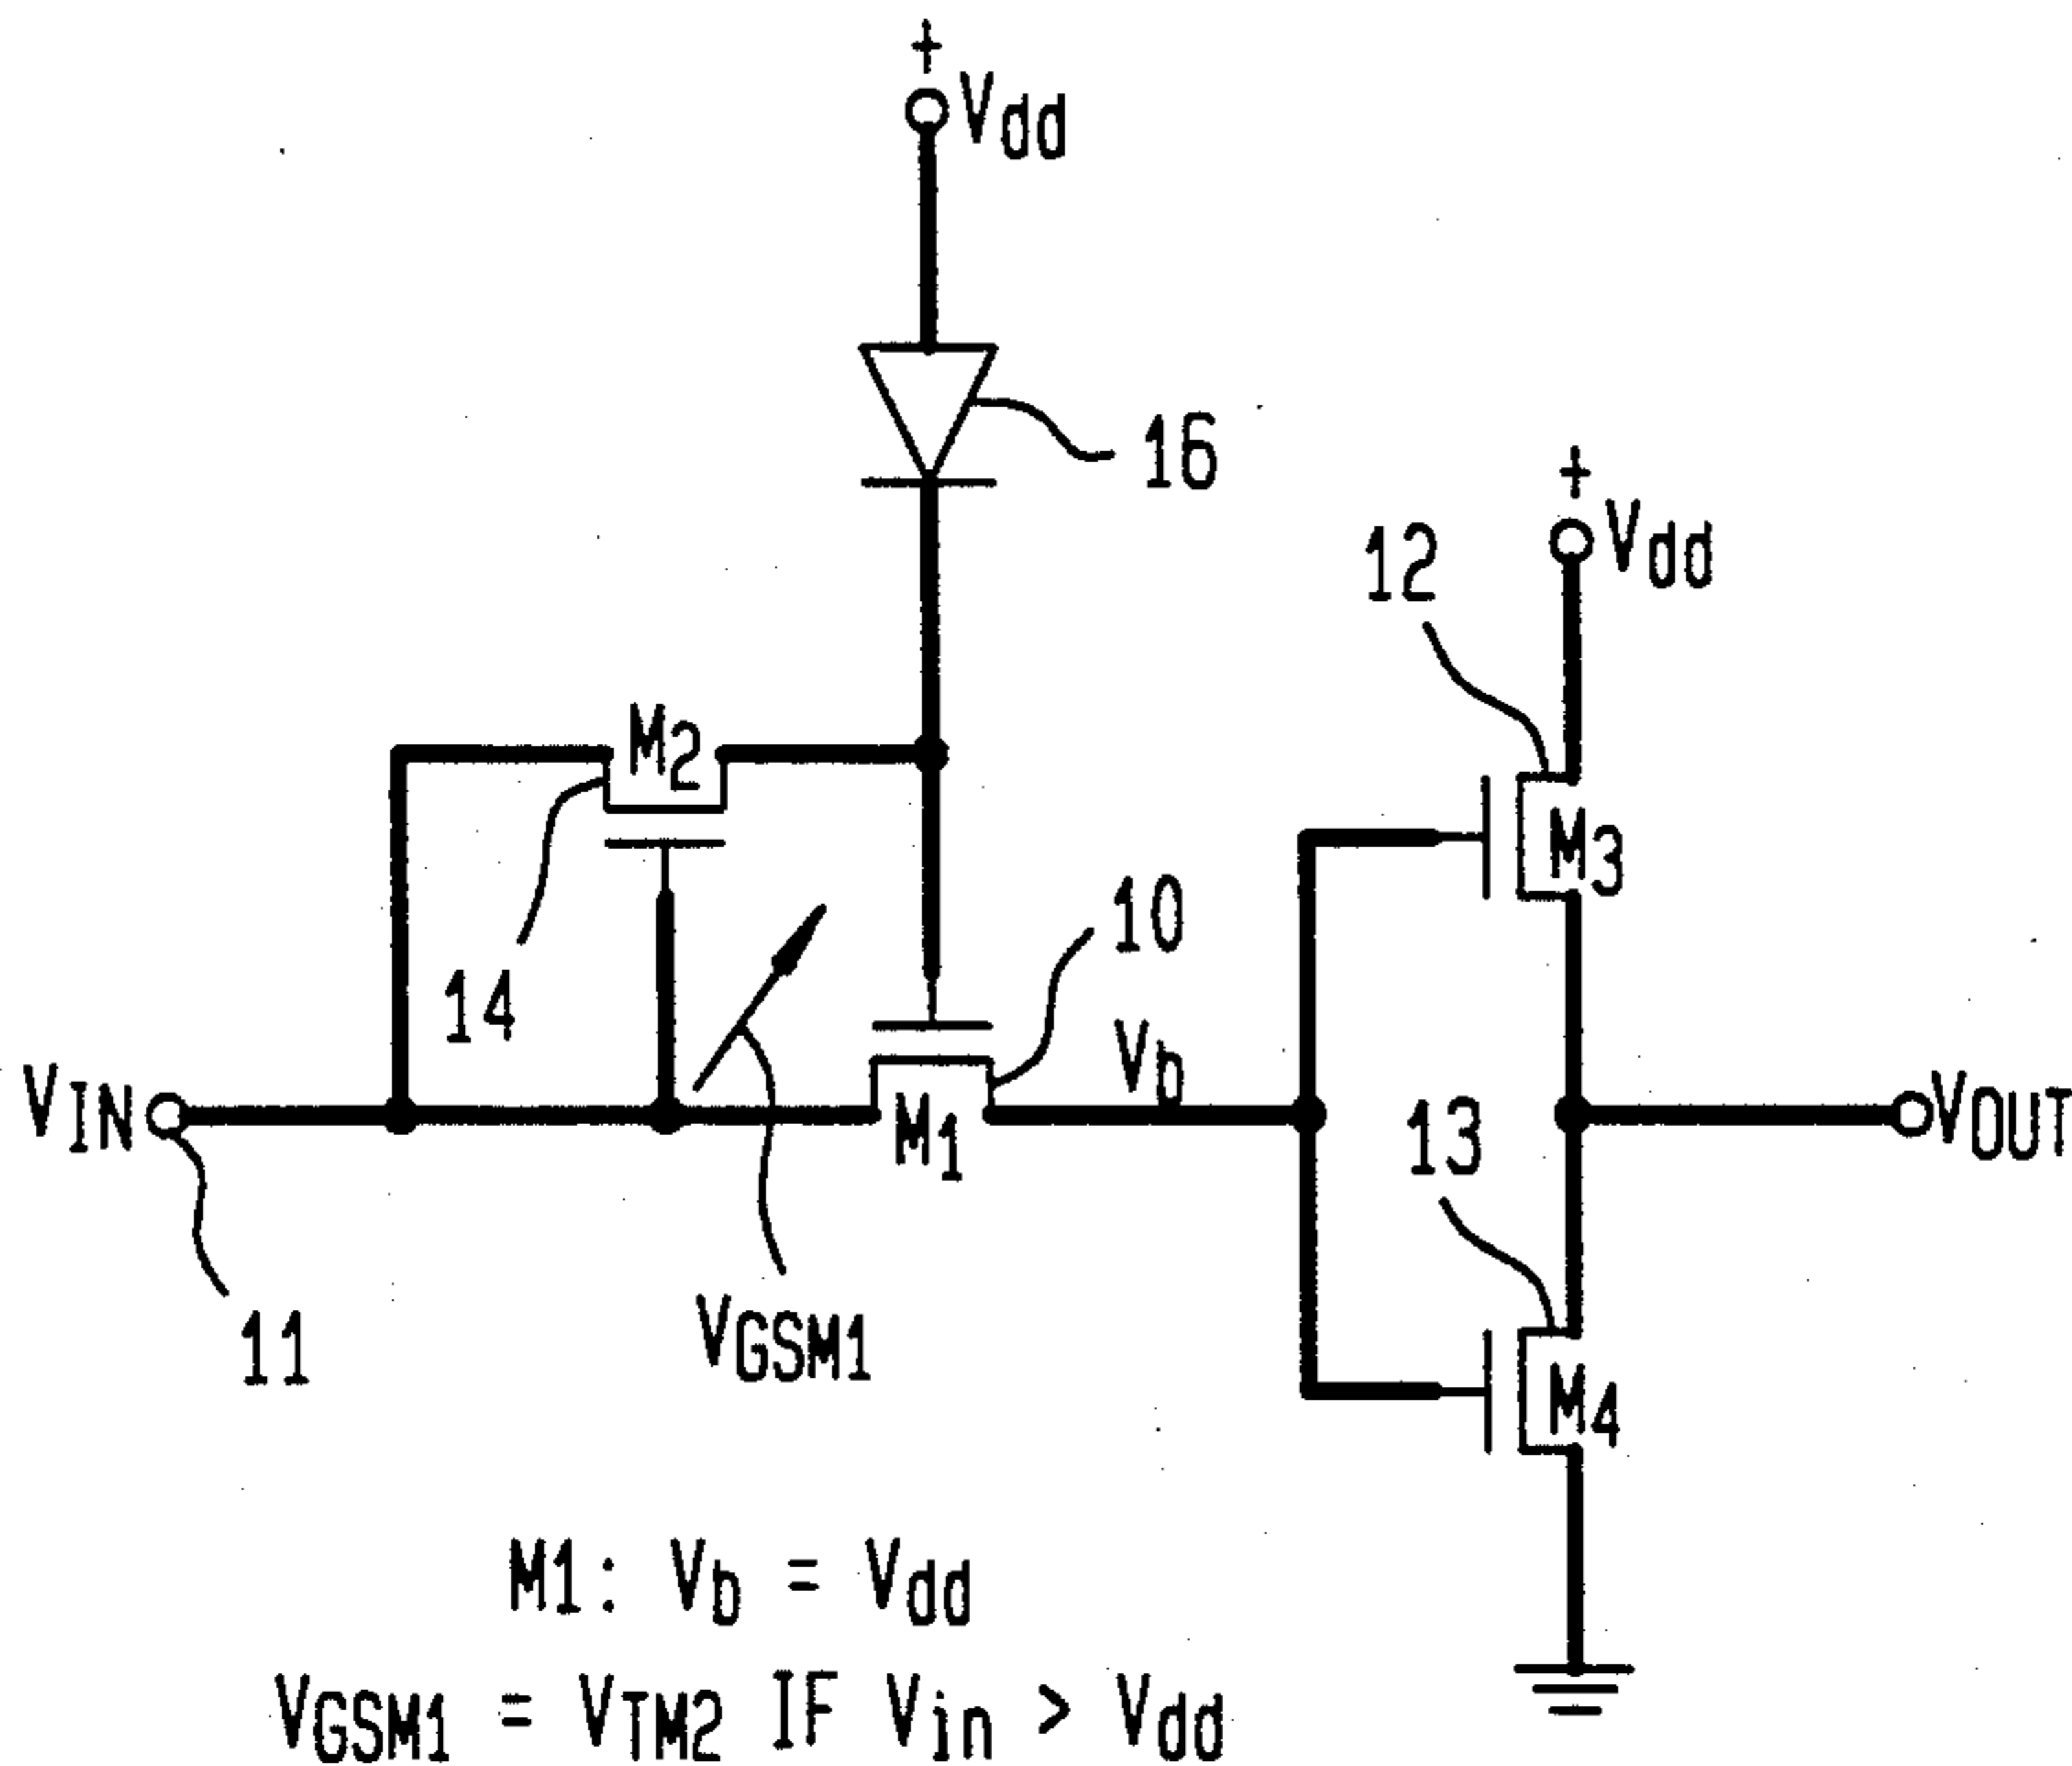 +
Vdd
16
+
Vdd
12
M2
M3
10
14
Vb
VIN
M1
13
VOUT
11
VGSM1
M4
M1: Vb = Vdd
VGSM1 = VTM2 IF Vin > Vdd